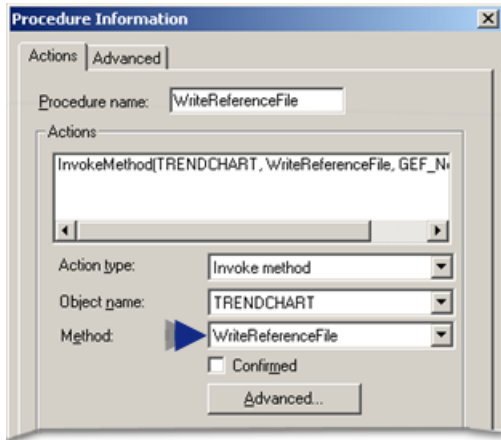 Procedure Information
Actions Advanced
Procedure name: WriteReferenceFile
Actions
InvokeMethod(TRENDCHART, WriteReferenceFile,
Action type: Invoke method
Object name: TRENDCHART
Method: WriteReferenceFile
Confirmed
Advanced...